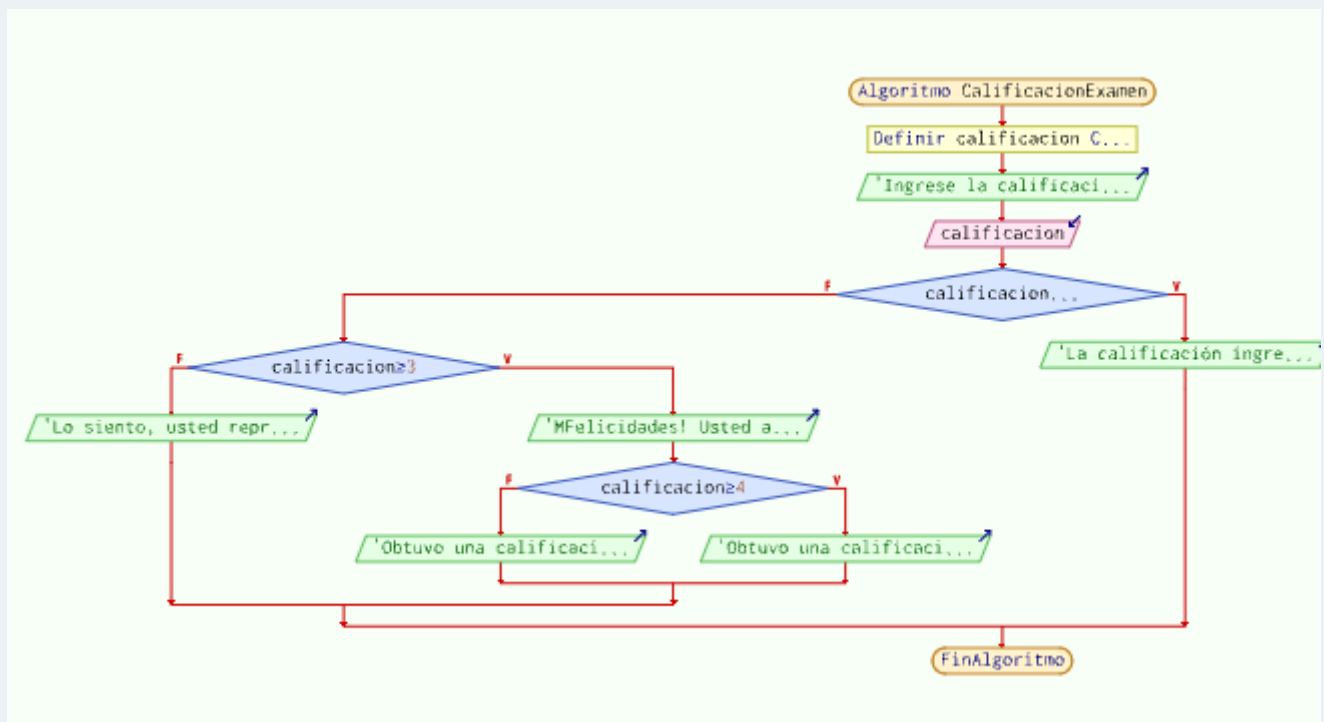 Algoritmo CalificacionExamen
Definir calificacion C...
'Ingrese la calificaci...
calificacion
calificacion...
F
V
'La calificación ingre...
calificacion≥3
F
V
'Lo siento, usted repr...
'MFelicidades! Usted a...
calificacion≥4
F
V
'Obtuvo una calificaci...
'Obtuvo una calificaci...
FinAlgoritmo